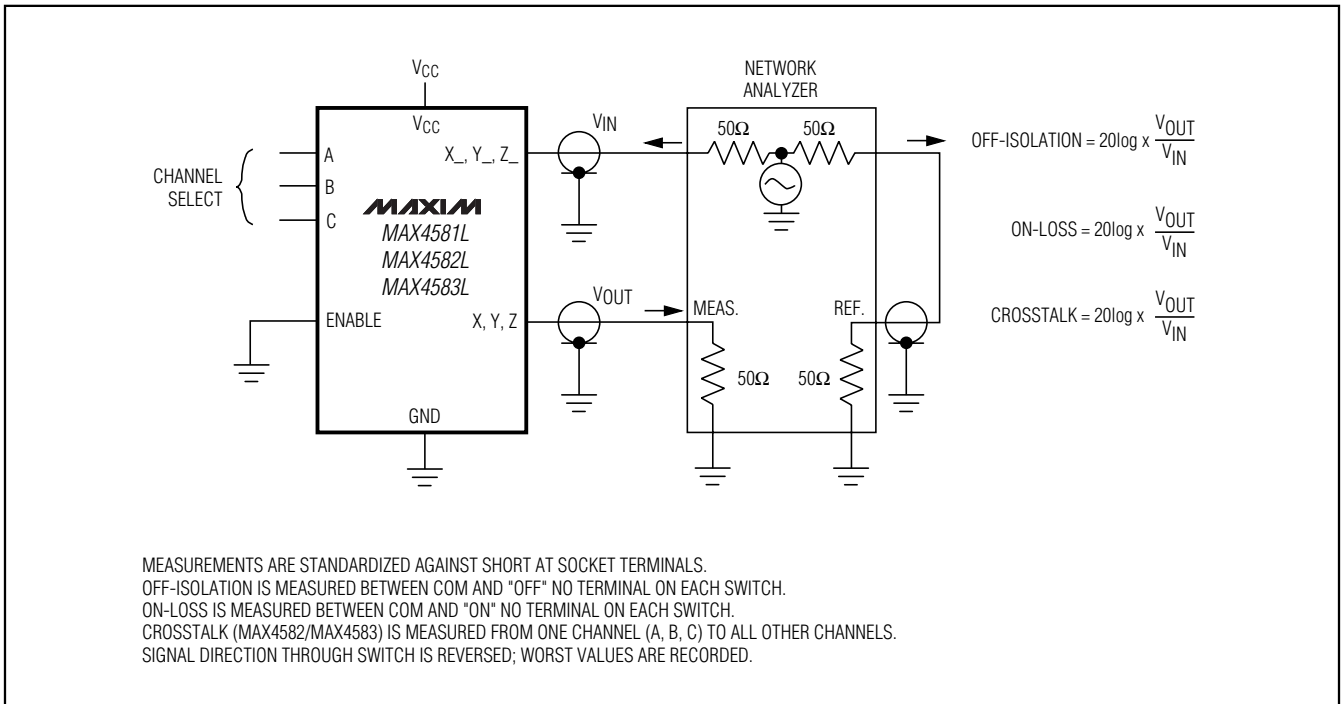 VCC
VCC
CHANNEL
SELECT
A
B
C
MAXIM
MAX4581L
MAX4582L
MAX4583L
ENABLE
GND
X_, Y_, Z_
X, Y, Z
VIN
VOUT
NETWORK
ANALYZER
50Ω 50Ω
MEAS. REF.
50Ω 50Ω
OFF-ISOLATION = 20log x VOUT
VIN
ON-LOSS = 20log x VOUT
VIN
CROSSTALK = 20log x VOUT
VIN
MEASUREMENTS ARE STANDARDIZED AGAINST SHORT AT SOCKET TERMINALS.
OFF-ISOLATION IS MEASURED BETWEEN COM AND "OFF" NO TERMINAL ON EACH SWITCH.
ON-LOSS IS MEASURED BETWEEN COM AND "ON" NO TERMINAL ON EACH SWITCH.
CROSSTALK (MAX4582/MAX4583) IS MEASURED FROM ONE CHANNEL (A, B, C) TO ALL OTHER CHANNELS.
SIGNAL DIRECTION THROUGH SWITCH IS REVERSED; WORST VALUES ARE RECORDED.